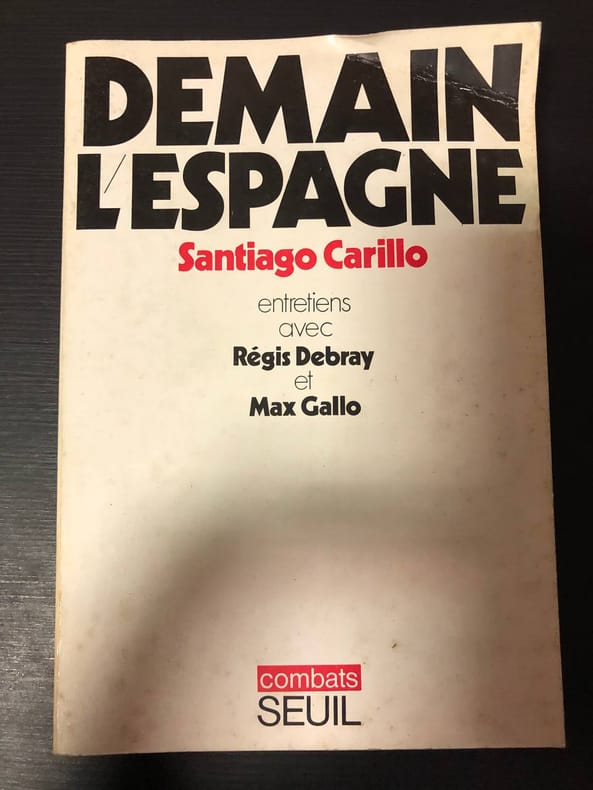 DEMAIN
L'ESPAGNE
Santiago Carillo
entretiens
avec
Régis Debray
et
Max Gallo
combats
SEUIL